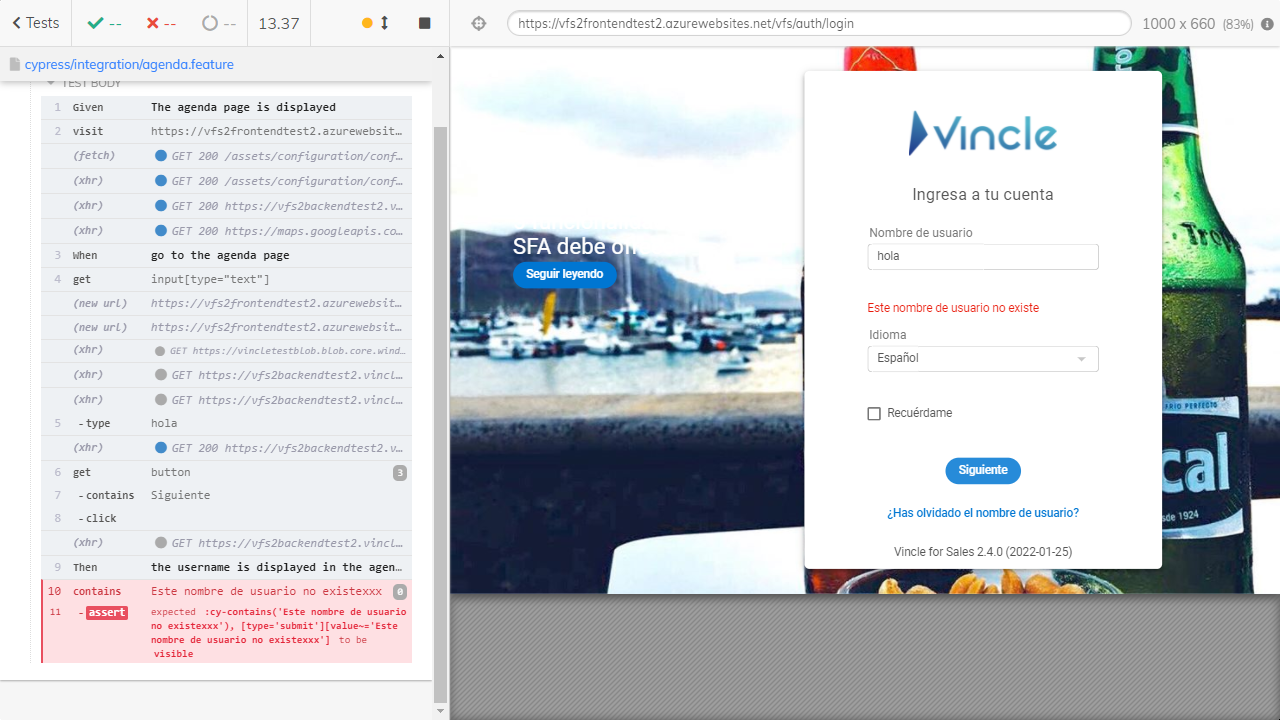 Tests
--
--
--
13.37
cypress/integration/agenda.feature
TEST BODY
1 Given The agenda page is displayed
2 visit https://vfs2frontendtest2.azurewebsit…
(fetch) GET 200 /assets/configuration/conf…
(xhr) GET 200 /assets/configuration/conf…
(xhr) GET 200 https://vfs2backendtest2.v…
(xhr) GET 200 https://maps.googleapis.co…
3 When go to the agenda page
4 get input[type="text"]
(new url) https://vfs2frontendtest2.azurewebsit…
(new url) https://vfs2frontendtest2.azurewebsit…
(xhr) GET https://vincletestblob.blob.core.wind…
(xhr) GET https://vfs2backendtest2.vincl…
(xhr) GET https://vfs2backendtest2.vincl…
5 -type hola
(xhr) GET 200 https://vfs2backendtest2.v…
6 get button 3
7 -contains Siguiente
8 -click
(xhr) GET https://vfs2backendtest2.vincl…
9 Then the username is displayed in the agen…
10 contains Este nombre de usuario no existexxx 0
11 -assert expected :cy-contains('Este nombre de usuario
no existexxx'), [type='submit'][value~='Este
nombre de usuario no existexxx'] to be
visible
https://vfs2frontendtest2.azurewebsites.net/vfs/auth/login
1000 x 660 (83%)
SFA debe
Seguir leyendo
Vincle
Ingresa a tu cuenta
Nombre de usuario
hola
Este nombre de usuario no existe
Idioma
Español
Recuérdame
Siguiente
¿Has olvidado el nombre de usuario?
Vincle for Sales 2.4.0 (2022-01-25)
FRIO PERFECTO
cal
sde 1924